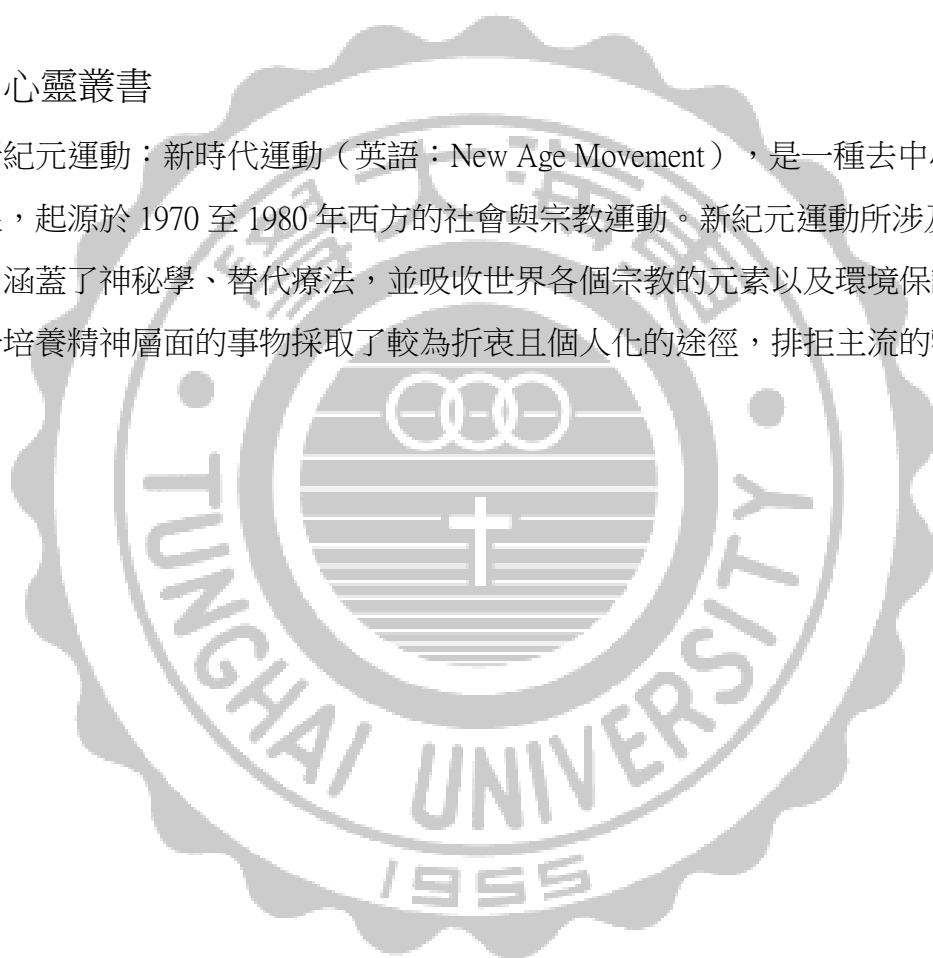 心靈叢書
紀元運動：新時代運動（英語：New Age Movement），是一種去中
，起源於 1970 至 1980 年西方的社會與宗教運動。新紀元運動所涉
涵蓋了神秘學、替代療法，並吸收世界各個宗教的元素以及環境保
培養精神層面的事物採取了較為折衷且個人化的途徑，排拒主流的
學大海東
TUNGHAI UNIVERSITY
1955